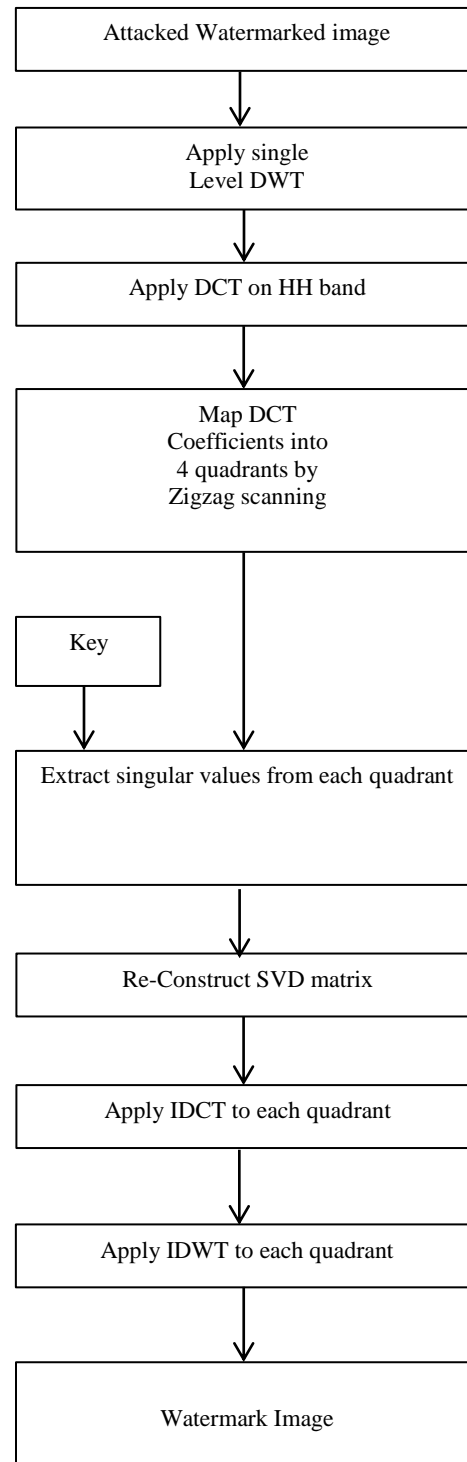 Attacked Watermarked image
Apply single
Level DWT
Apply DCT on HH band
Map DCT
Coefficients into
4 quadrants by
Zigzag scanning
Key
Extract singular values from each quadrant
Re-Construct SVD matrix
Apply IDCT to each quadrant
Apply IDWT to each quadrant
Watermark Image